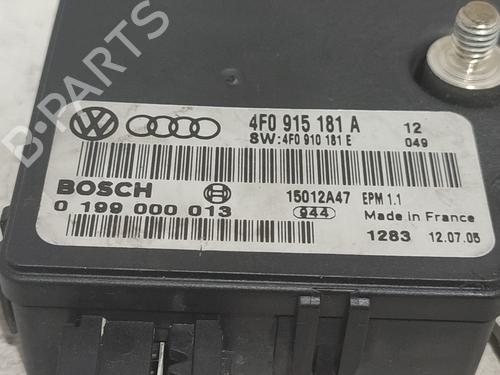 B-PARTS
4F0 915 181 A 12
SW:4F0 910 181 E 049
BOSCH 15012A47 EPM 1.1
0 199 000 013 944 Made in France
1283 12.07.05